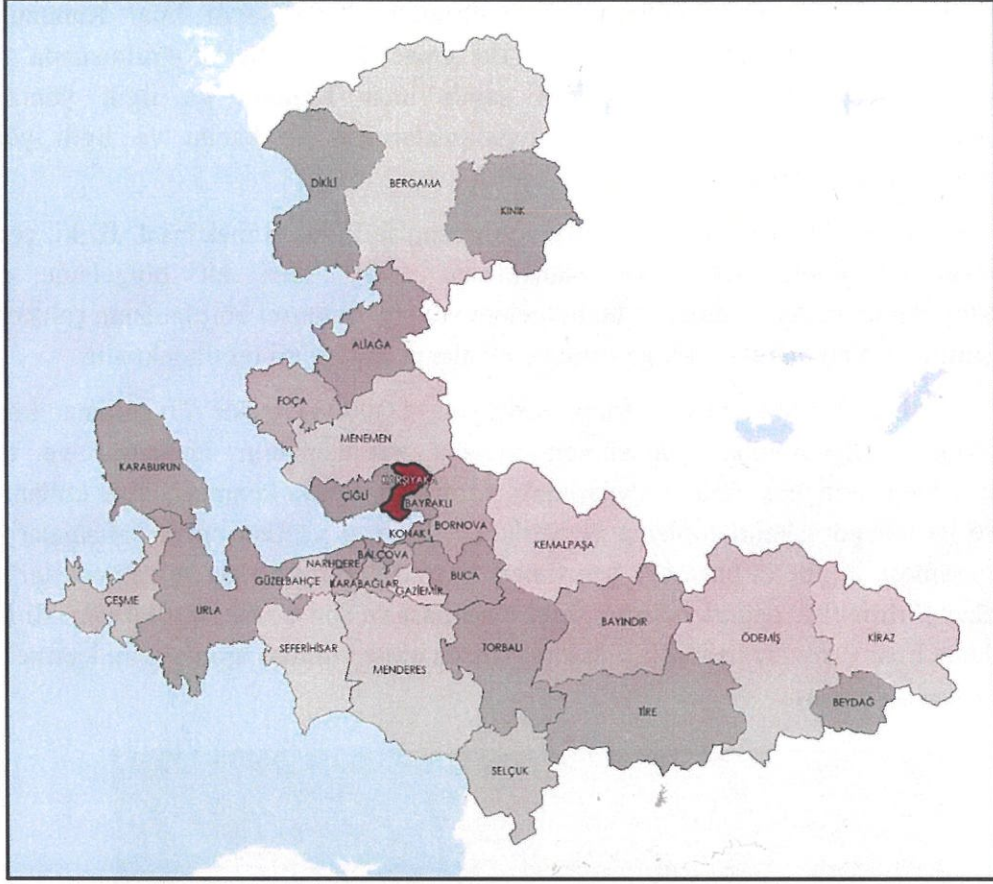 DİKİLİ
BERGAMA
KINIK
ALİAĞA
FOÇA
MENEMEN
KARABURUN
ÇİĞLİ
KARŞIYAKA
BAYRAKLI
BORNOVA
KONAK
KEMALPAŞA
BALÇOVA
NARLIDERE
GÜZELBAHÇE
KARABAĞLAR
GAZİEMİR
BUCA
ÇEŞME
URLA
SEFERİHİSAR
MENDERES
TORBALI
BAYINDIR
ÖDEMİŞ
KİRAZ
TİRE
BEYDAĞ
SELÇUK